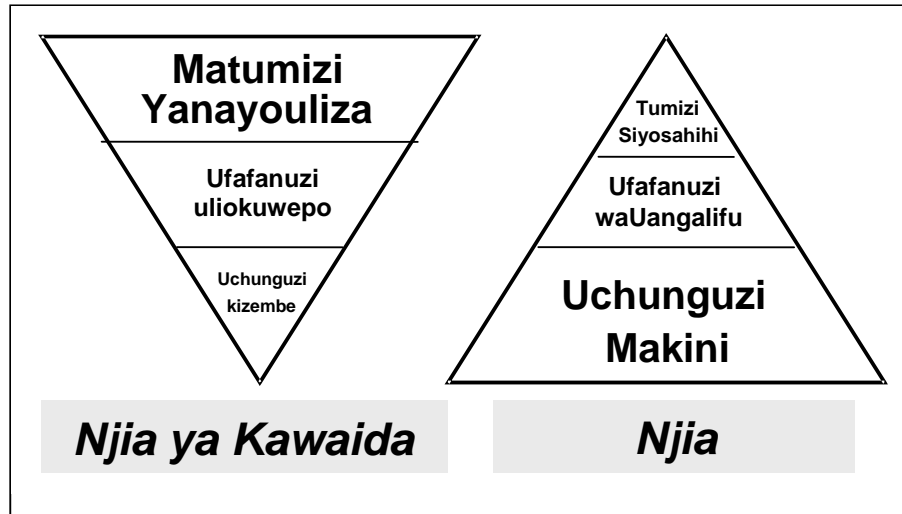 Matumizi
Yanayouliza
Ufafanuzi
uliokuwepo
Uchunguzi
kizembe
Njia ya Kawaida
Tumizi
Siyosahihi
Ufafanuzi
waUangalifu
Uchunguzi
Makini
Njia